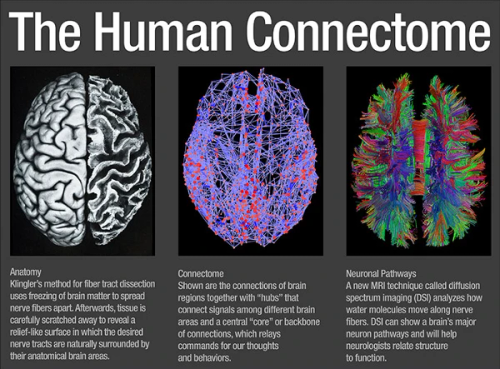 The Human Connectome
Anatomy
Klingler's method for fiber tract dissection
uses freezing of brain matter to spread
nerve fibers apart. Afterwards, tissue is
carefully scratched away to reveal a
relief-like surface in which the desired
nerve tracts are naturally surrounded by
their anatomical brain areas.
Connectome
Shown are the connections of brain
regions together with "hubs" that
connect signals among different brain
areas and a central "core" or backbone
of connections, which relays
commands for our thoughts
and behaviors.
Neuronal Pathways
A new MRI technique called diffusion
spectrum imaging (DSI) analyzes how
water molecules move along nerve
fibers. DSI can show a brain's major
neuron pathways and will help
neurologists relate structure
to function.